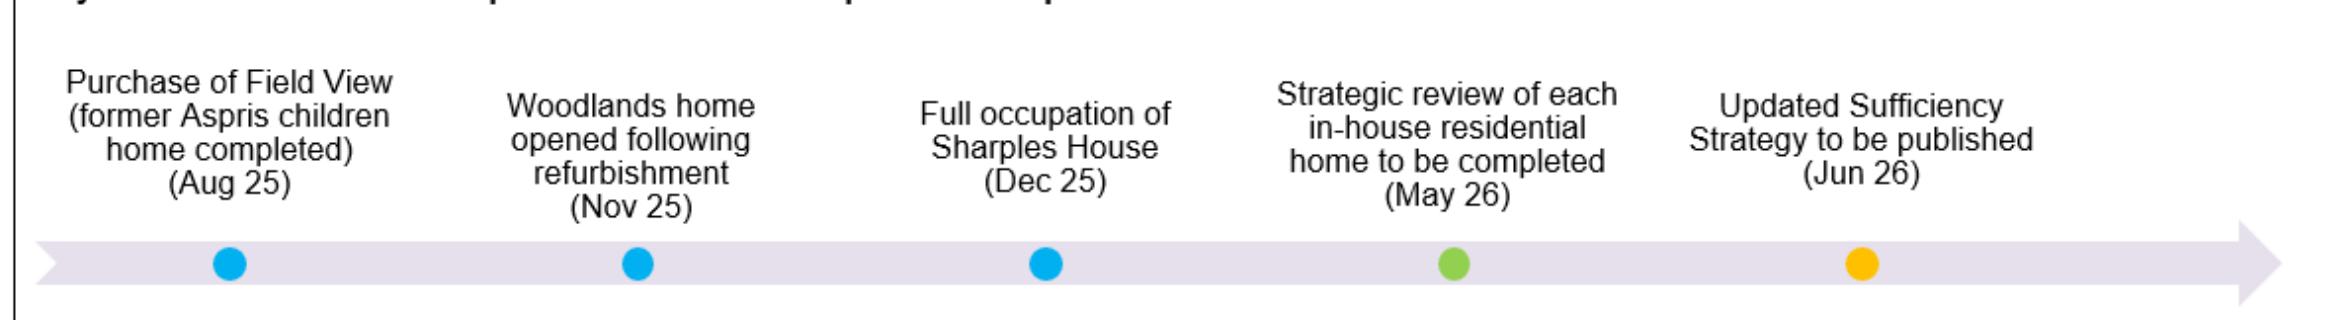 Purchase of Field View
(former Aspris children
home completed)
(Aug 25)
Woodlands home
opened following
refurbishment
(Nov 25)
Full occupation of
Sharples House
(Dec 25)
Strategic review of each
in-house residential
home to be completed
(May 26)
Updated Sufficiency
Strategy to be published
(Jun 26)